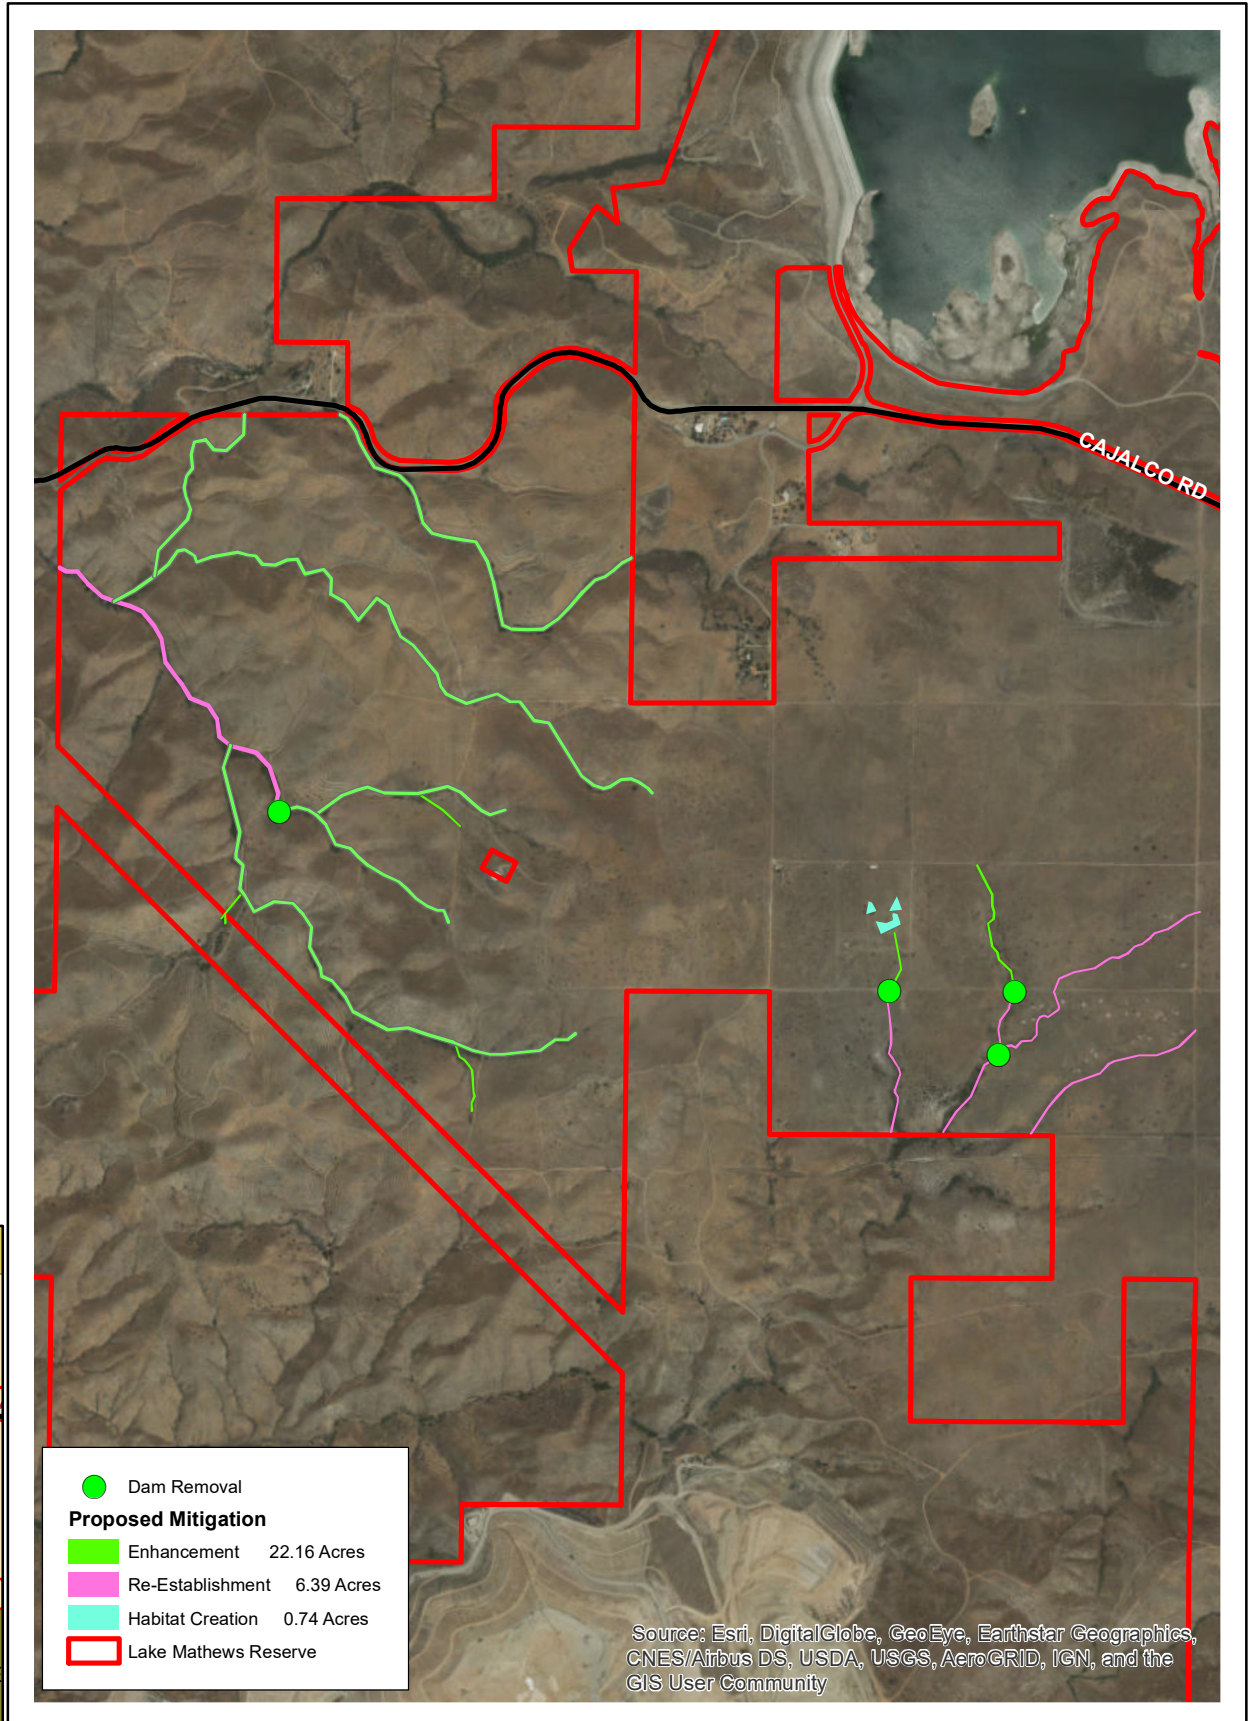 CAJALCO RD
Dam Removal
Proposed Mitigation
Enhancement 22.16 Acres
Re-Establishment 6.39 Acres
Habitat Creation 0.74 Acres
Lake Mathews Reserve
Source: Esri, DigitalGlobe, GeoEye, Earthstar Geographics,
CNES/Airbus DS, USDA, USGS, AeroGRID, IGN, and the
GIS User Community